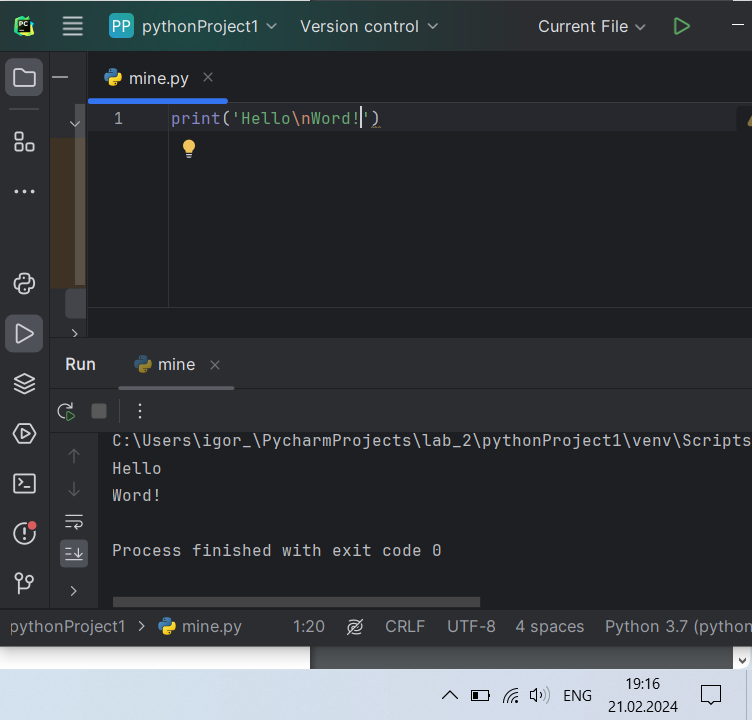 PC
PP pythonProject1 Version control Current File
mine.py
1 print('Hello\nWord!')
Run mine
C:\Users\igor_\PycharmProjects\lab_2\pythonProject1\venv\Scripts
Hello
Word!
Process finished with exit code 0
pythonProject1 > mine.py 1:20 CRLF UTF-8 4 spaces Python 3.7 (python
ENG 19:16
21.02.2024